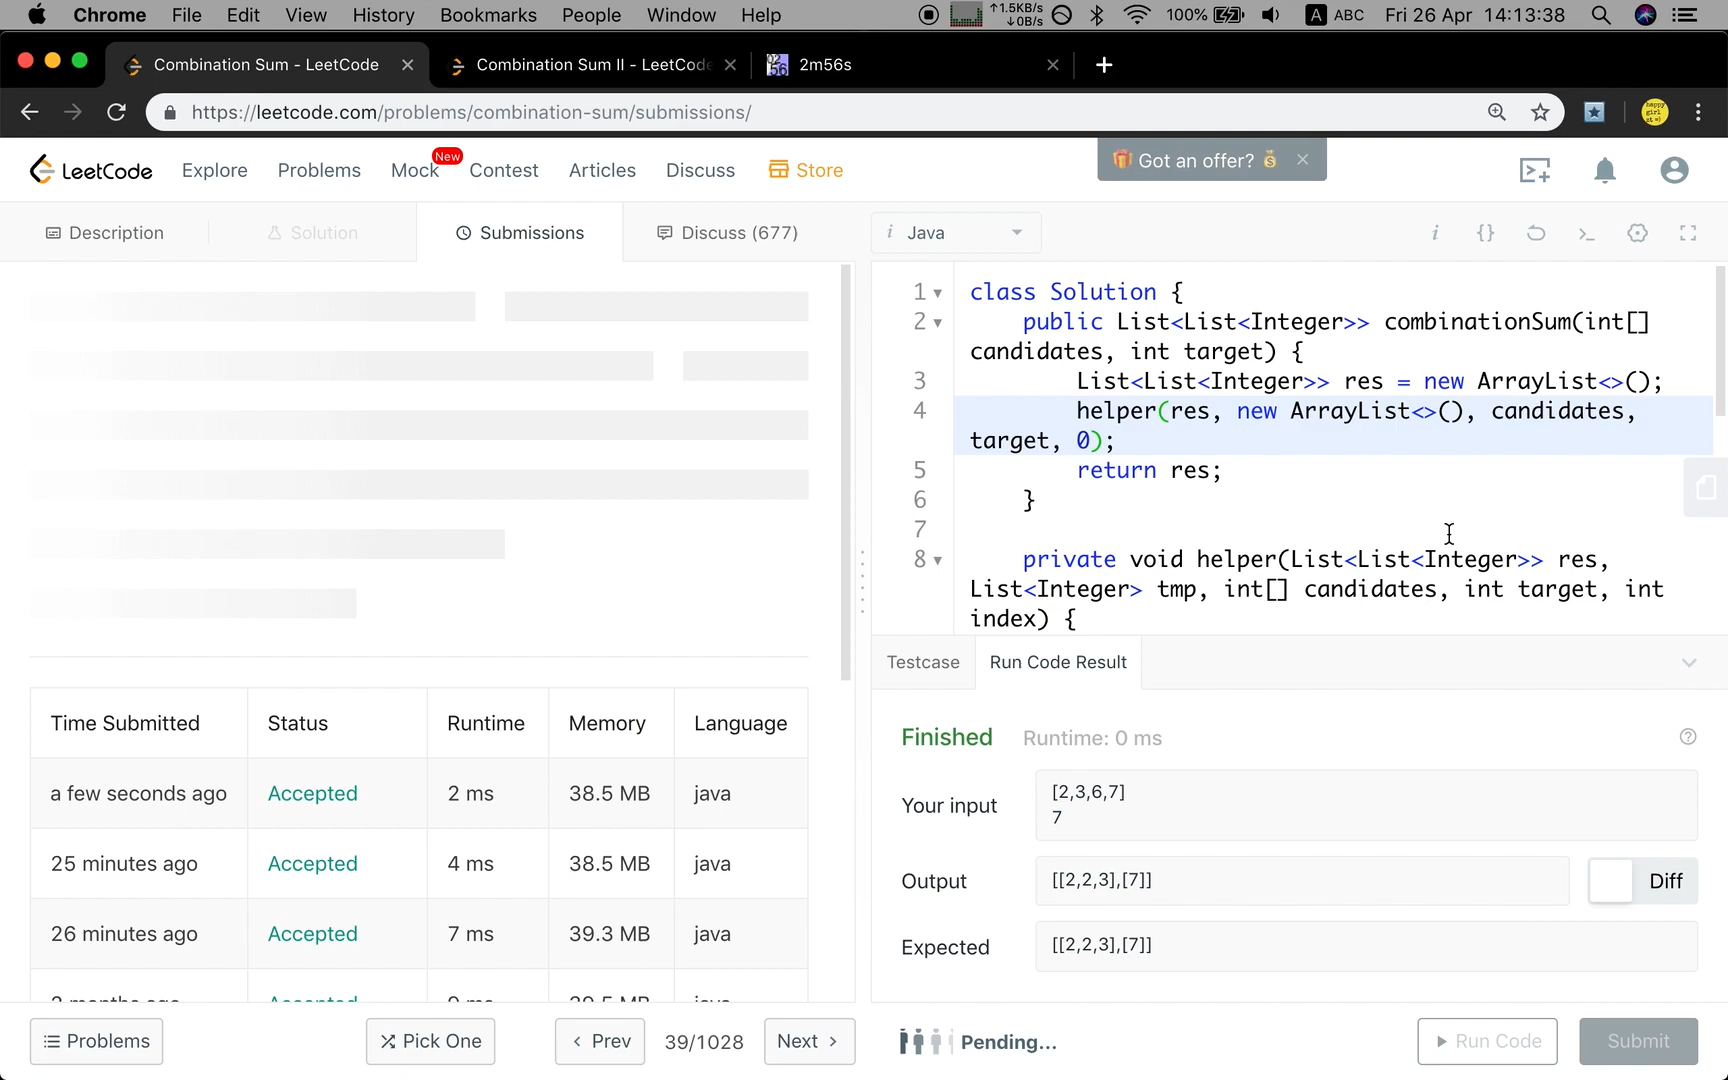 Chrome File Edit View History Bookmarks People Window Help ↑1.5KB/s ↓0B/s 100% A ABC Fri 26 Apr 14:13:38
Combination Sum - LeetCode Combination Sum II - LeetCode 02 56 2m56s
https://leetcode.com/problems/combination-sum/submissions/
LeetCode Explore Problems Mock New Contest Articles Discuss Store Got an offer?
Description Solution Submissions Discuss (677)
i Java
1 class Solution {
2 public List<List<Integer>> combinationSum(int[]
candidates, int target) {
3 List<List<Integer>> res = new ArrayList<>();
4 helper(res, new ArrayList<>(), candidates,
target, 0);
5 return res;
6 }
7
8 private void helper(List<List<Integer>> res,
List<Integer> tmp, int[] candidates, int target, int
index) {
Time Submitted Status Runtime Memory Language
a few seconds ago Accepted 2 ms 38.5 MB java
25 minutes ago Accepted 4 ms 38.5 MB java
26 minutes ago Accepted 7 ms 39.3 MB java
Testcase Run Code Result
Finished Runtime: 0 ms
Your input [2,3,6,7]
7
Output [[2,2,3],[7]] Diff
Expected [[2,2,3],[7]]
Problems Pick One Prev 39/1028 Next Pending... Run Code Submit